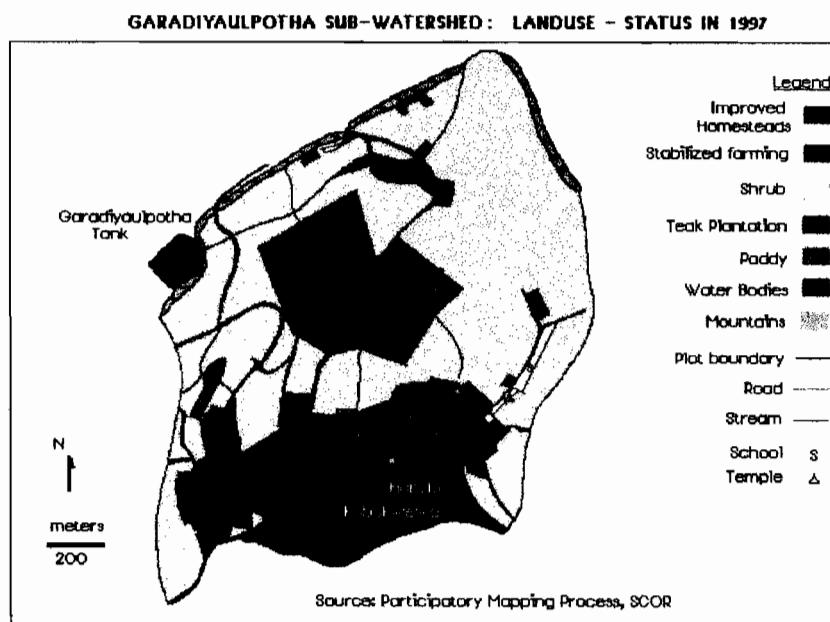 GARADIYAULPOTHA SUB-WATERSHED: LANDUSE - STATUS IN 1997
Legend
Improved
Homesteads
Stabilized farming
Shrub
Teak Plantation
Paddy
Water Bodies
Mountains
Plot boundary
Road
Stream
School S
Temple
Garadiyaulpotha
Tank
N
meters
200
Source: Participatory Mapping Process, SCOR